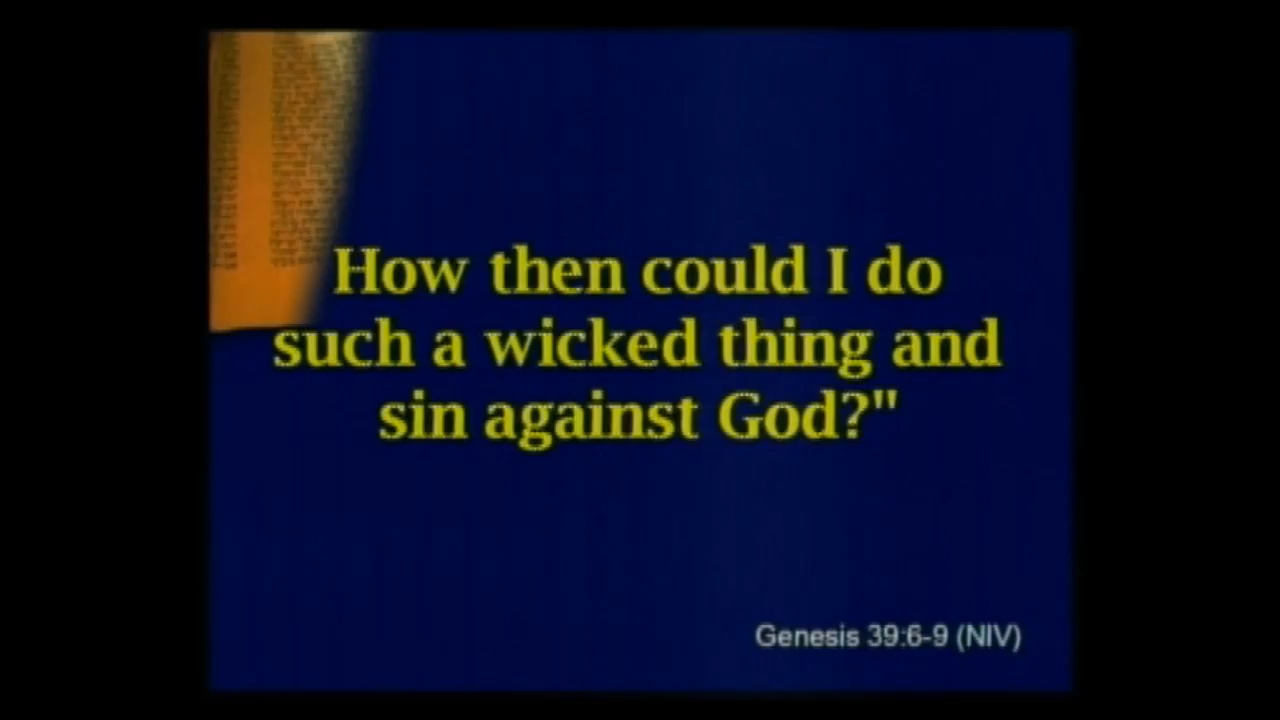 How then could I do
such a wicked thing and
sin against God?"
Genesis 39:6-9 (NIV)